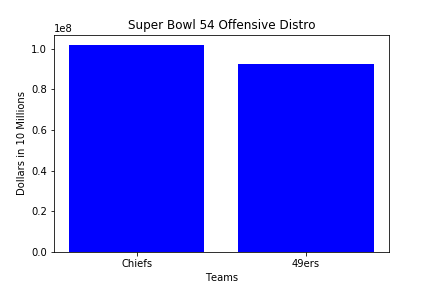 Super Bowl 54 Offensive Distro
1e8
1.0
0.8
0.6
0.4
0.2
0.0
Dollars in 10 Millions
Chiefs 49ers
Teams